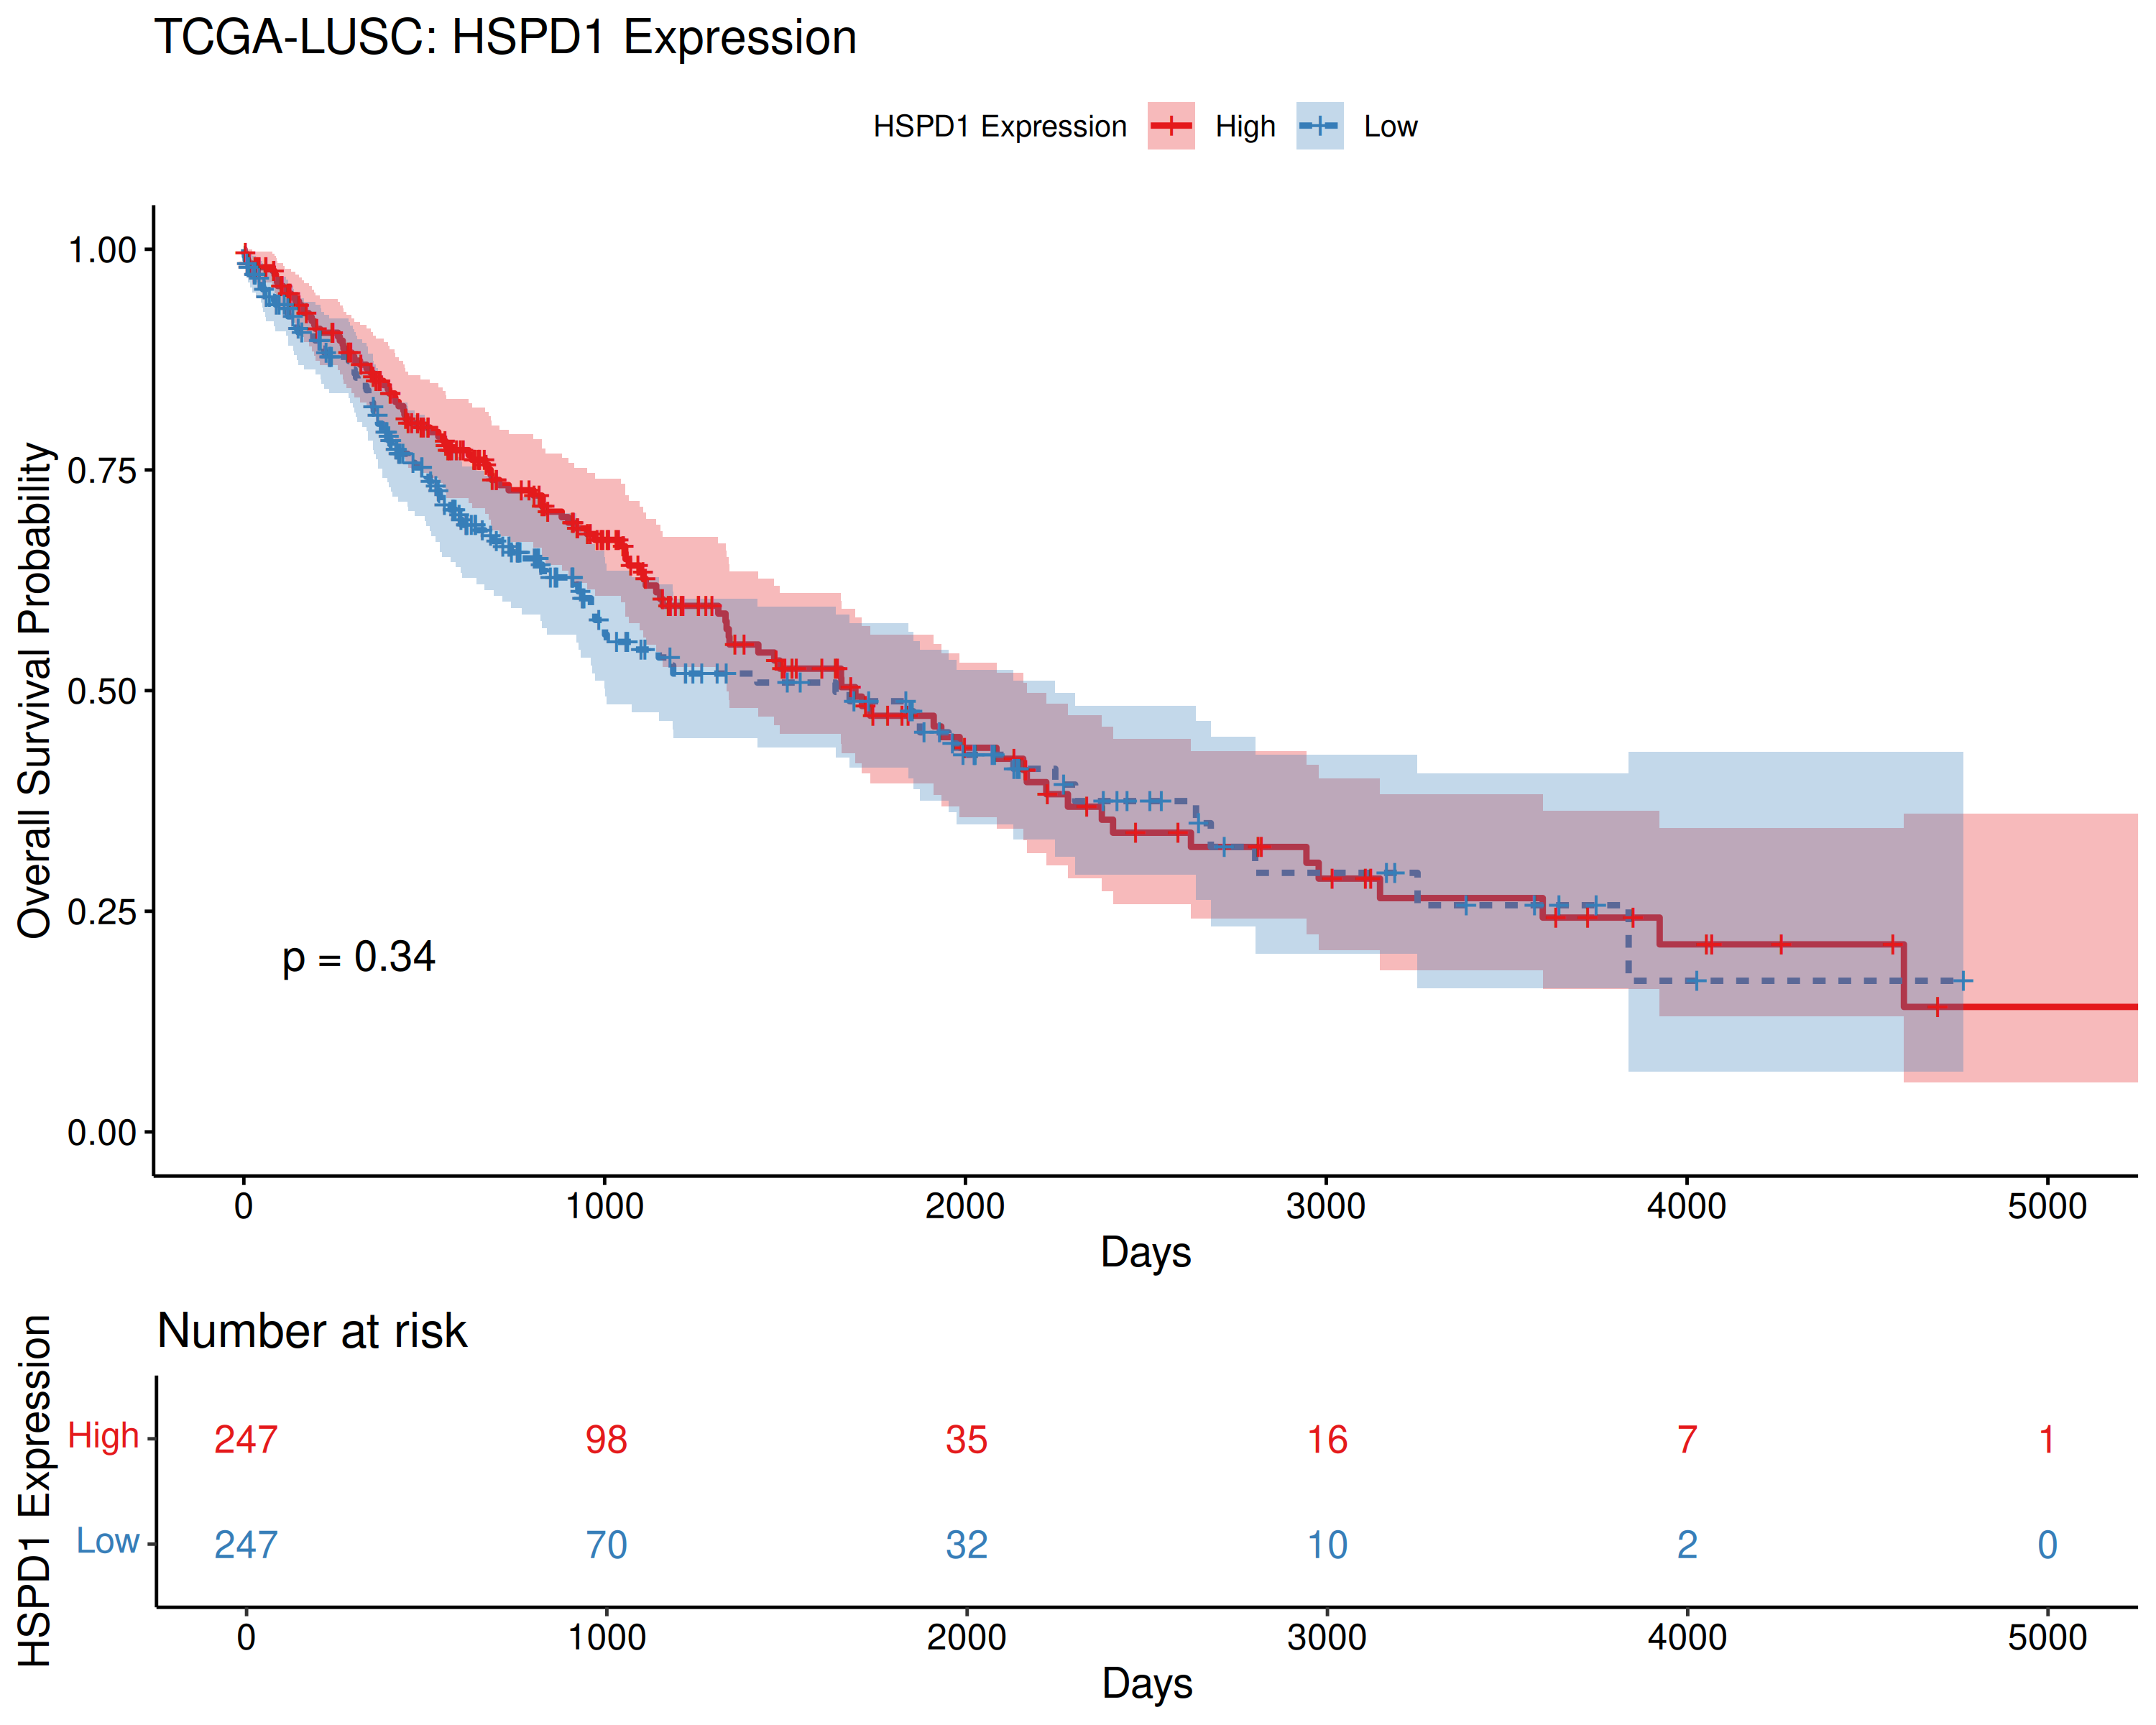 TCGA-LUSC: HSPD1 Expression
HSPD1 Expression High Low
Overall Survival Probability
1.00
0.75
0.50
0.25
0.00
p = 0.34
0 1000 2000 3000 4000 5000
Days
Number at risk
HSPD1 Expression
High 247 98 35 16 7 1
Low 247 70 32 10 2 0
0 1000 2000 3000 4000 5000
Days